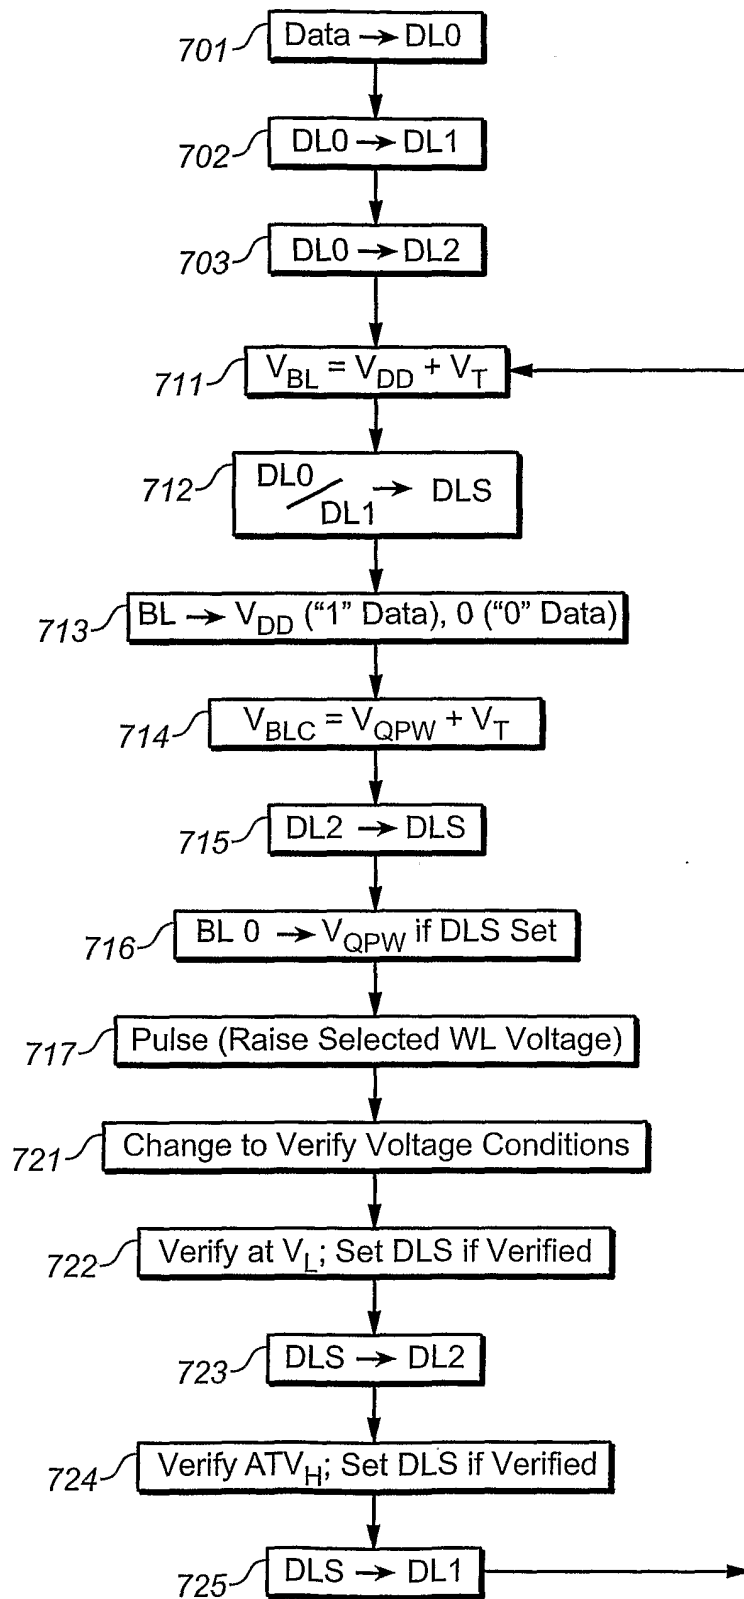 701 Data → DL0
702 DL0 → DL1
703 DL0 → DL2
711 V_BL = V_DD + V_T
712 DL0/DL1 → DLS
713 BL → V_DD (“1” Data), 0 (“0” Data)
714 V_BLC = V_QPW + V_T
715 DL2 → DLS
716 BL 0 → V_QPW if DLS Set
717 Pulse (Raise Selected WL Voltage)
721 Change to Verify Voltage Conditions
722 Verify at V_L; Set DLS if Verified
723 DLS → DL2
724 Verify ATV_H; Set DLS if Verified
725 DLS → DL1